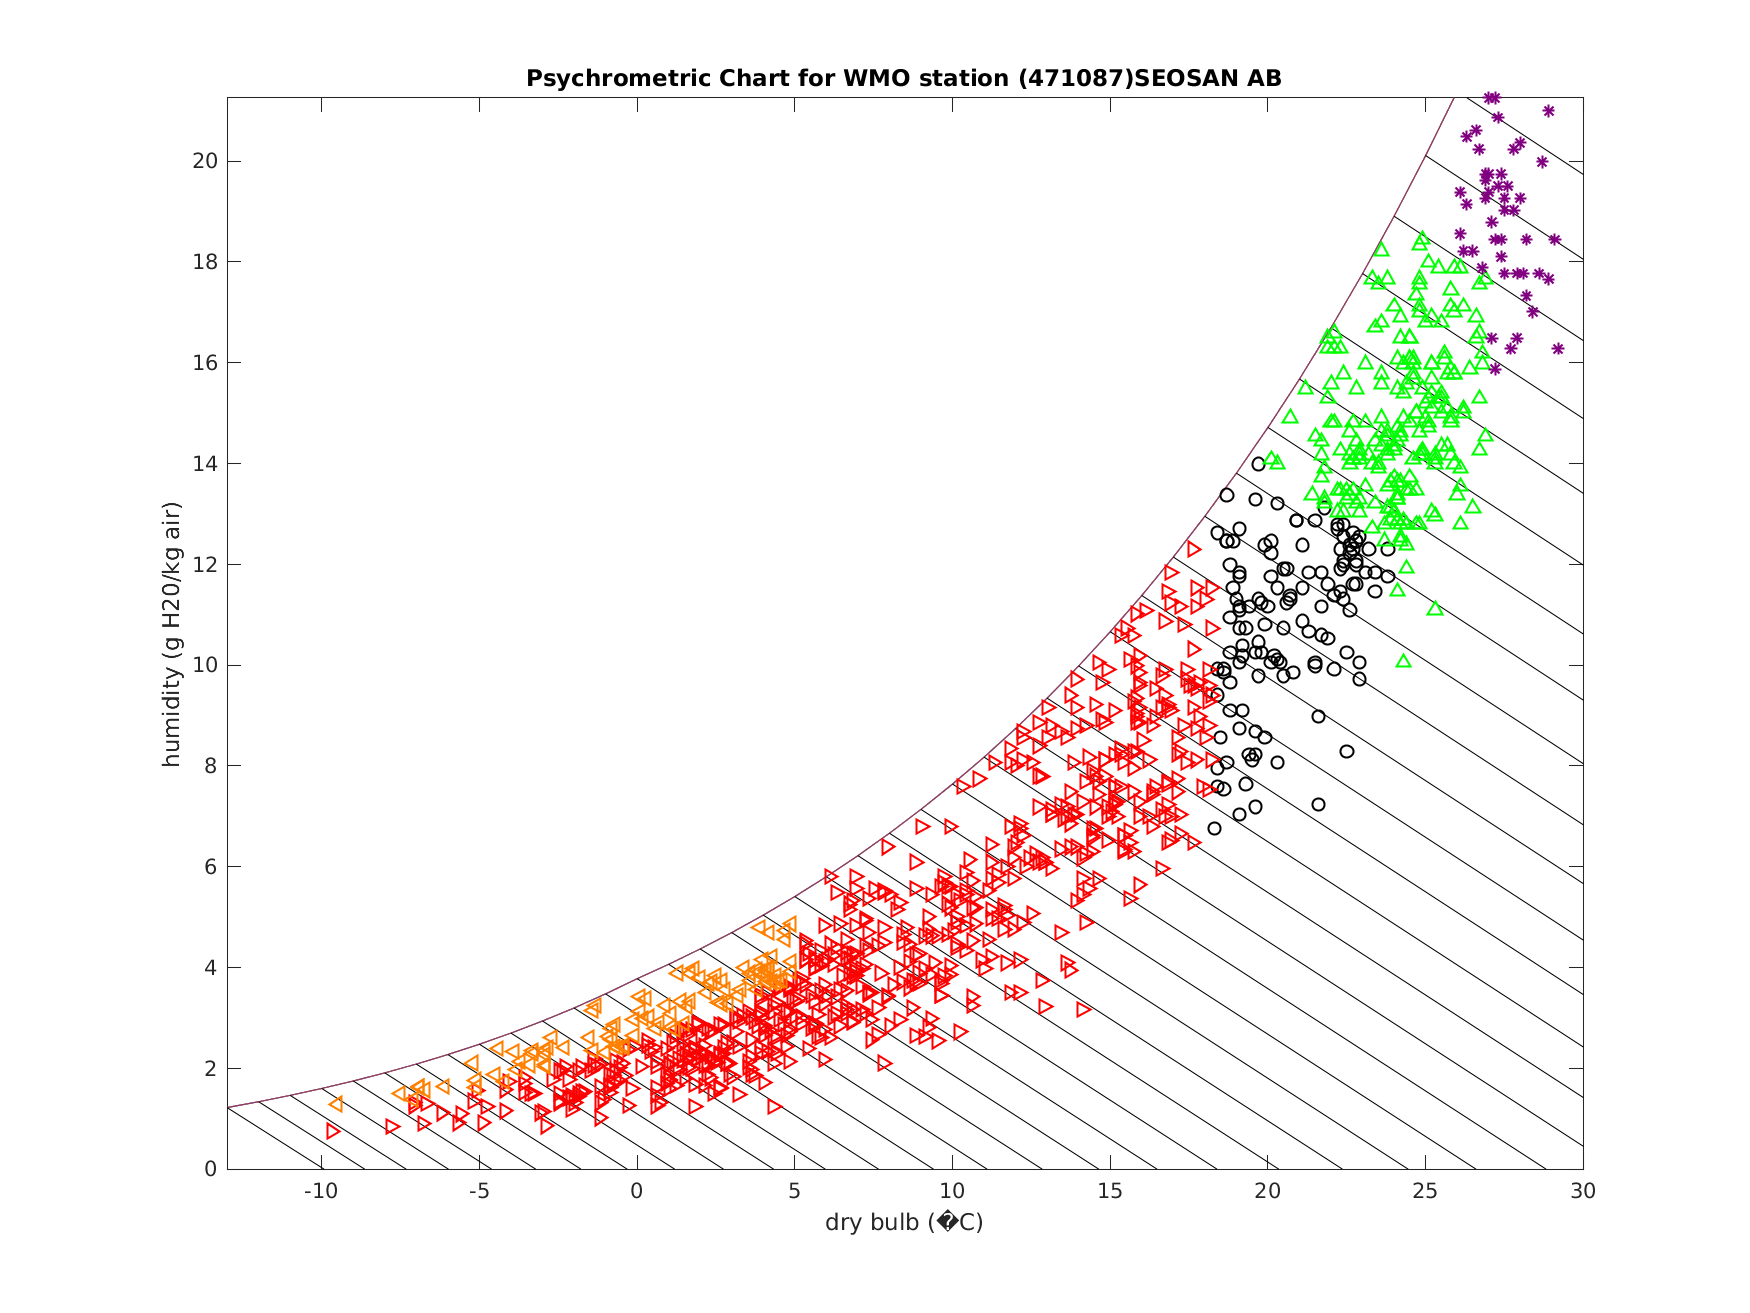 Psychrometric Chart for WMO station (471087)SEOSAN AB
humidity (g H20/kg air)
20
18
16
14
12
10
8
6
4
2
0
-10 -5 0 5 10 15 20 25 30
dry bulb (�C)